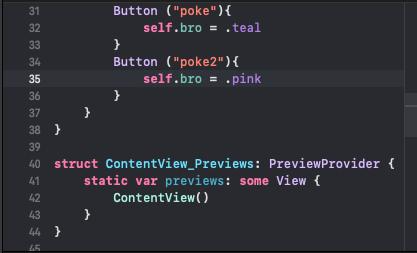 31 Button ("poke"){
32 self.bro = .teal
33 }
34 Button ("poke2"){
35 self.bro = .pink
36 }
37 }
38 }
39
40 struct ContentView_Previews: PreviewProvider {
41 static var previews: some View {
42 ContentView()
43 }
44 }
45